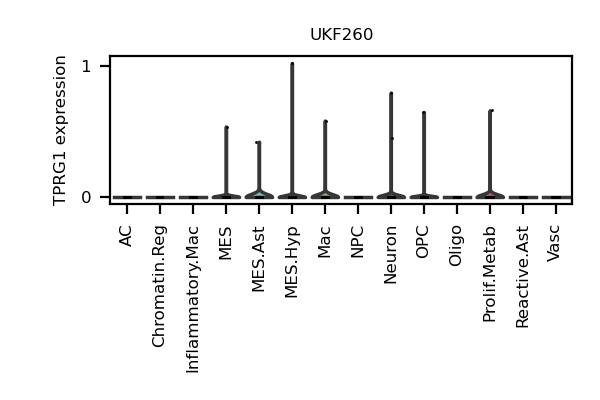 UKF260
TPRG1 expression
1
0
AC
Chromatin.Reg
Inflammatory.Mac
MES
MES.Ast
MES.Hyp
Mac
NPC
Neuron
OPC
Oligo
Prolif.Metab
Reactive.Ast
Vasc